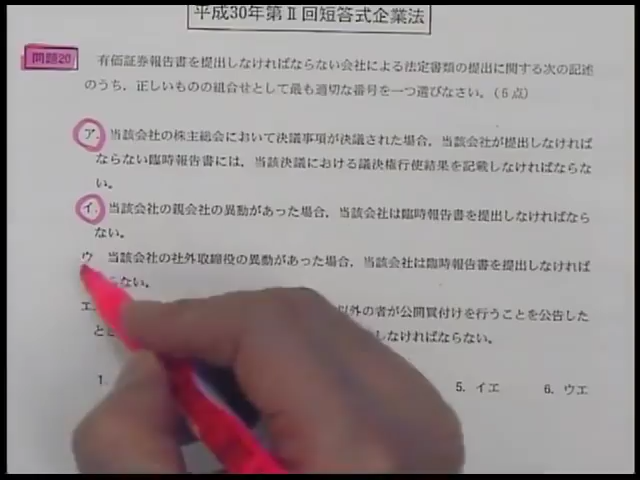 平成30年第Ⅱ回短答式企業法
問題20 有価証券報告書を提出しなければならない会社による法定書類の提出に関する次の記述
のうち，正しいものの組合せとして最も適切な番号を一つ選びなさい。（5点）
ア．当該会社の株主総会において決議事項が決議された場合，当該会社が提出しなければ
ならない臨時報告書には，当該決議における議決権行使結果を記載しなければならな
い。
イ．当該会社の親会社の異動があった場合，当該会社は臨時報告書を提出しなければなら
ない。
ウ 当該会社の社外取締役の異動があった場合，当該会社は臨時報告書を提出しなければ
らない。
エ 以外の者が公開買付けを行うことを公告した
と しなければならない。
1. 5. イエ 6. ウエ